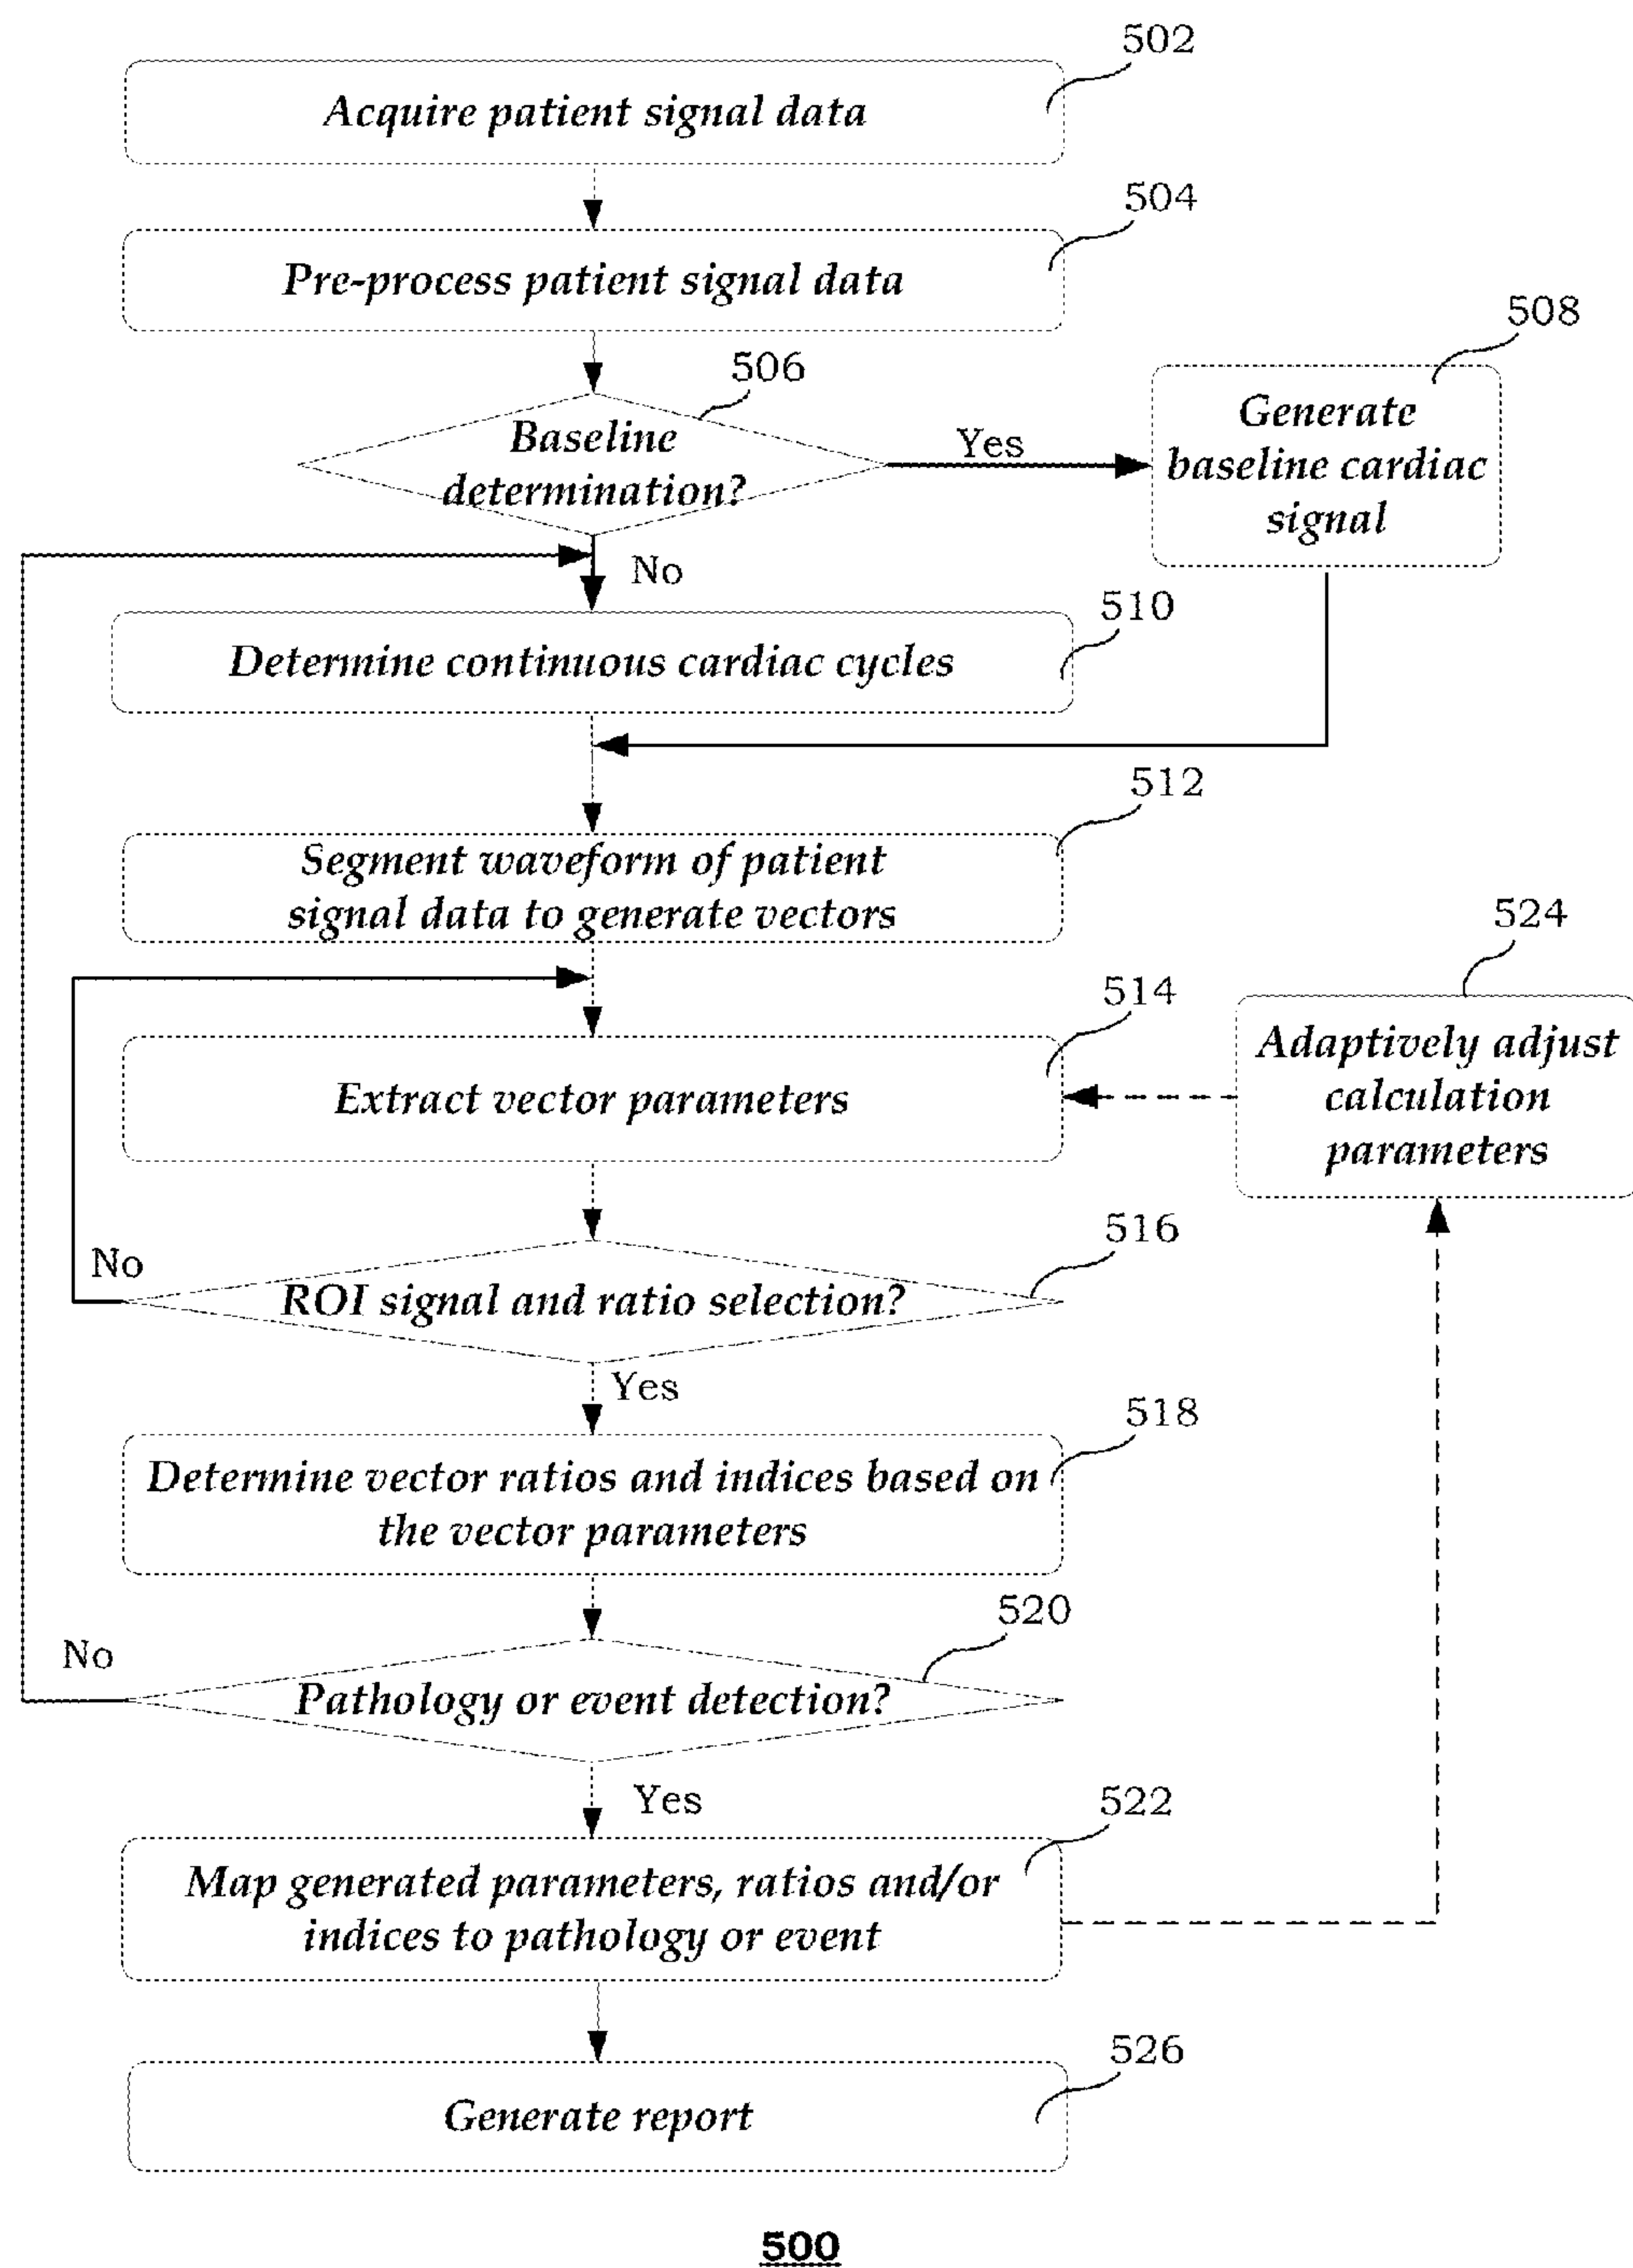 502
Acquire patient signal data
504
Pre-process patient signal data
506
508
Baseline
determination?
Yes
Generate
baseline cardiac
signal
No
510
Determine continuous cardiac cycles
512
Segment waveform of patient
signal data to generate vectors
524
514
Extract vector parameters
Adaptively adjust
calculation
parameters
516
No
ROI signal and ratio selection?
Yes
518
Determine vector ratios and indices based on
the vector parameters
520
No
Pathology or event detection?
Yes
522
Map generated parameters, ratios and/or
indices to pathology or event
526
Generate report
500